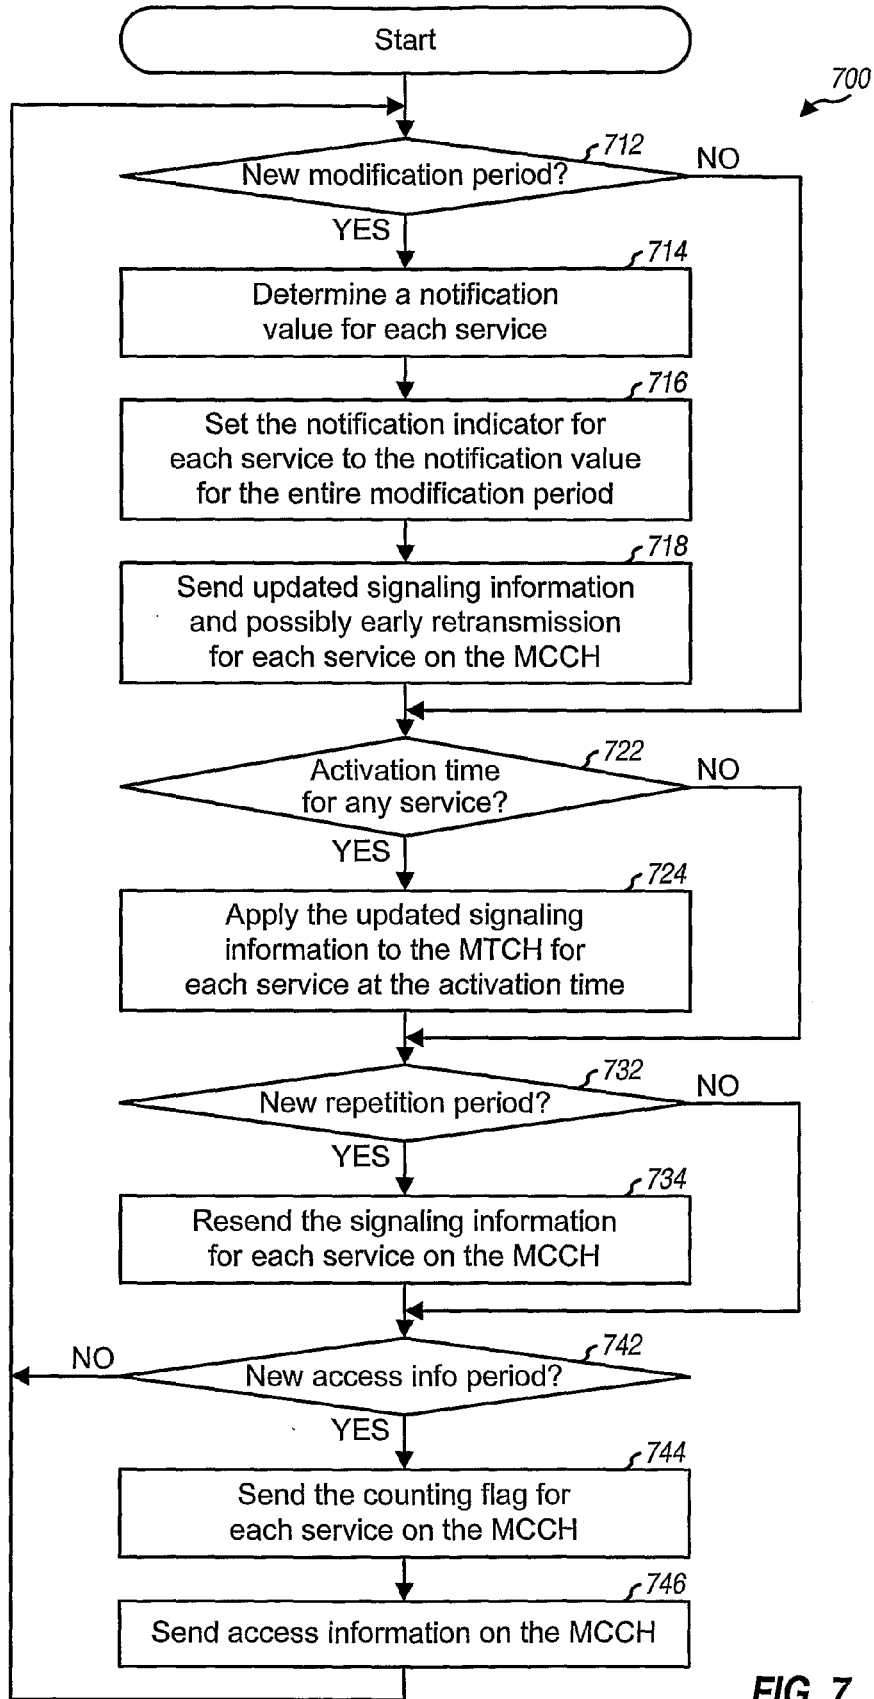 Start
700
712
New modification period?
NO
YES
714
Determine a notification
value for each service
716
Set the notification indicator for
each service to the notification value
for the entire modification period
718
Send updated signaling information
and possibly early retransmission
for each service on the MCCH
722
Activation time
for any service?
NO
YES
724
Apply the updated signaling
information to the MTCH for
each service at the activation time
732
New repetition period?
NO
YES
734
Resend the signaling information
for each service on the MCCH
742
NO
New access info period?
YES
744
Send the counting flag for
each service on the MCCH
746
Send access information on the MCCH
FIG. 7